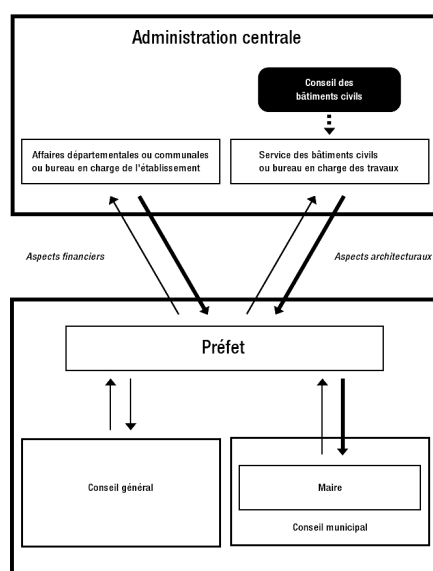 Administration centrale
Conseil des
bâtiments civils
Affaires départementales ou communales
ou bureau en charge de l'établissement
Service des bâtiments civils
ou bureau en charge des travaux
Aspects financiers
Aspects architecturaux
Préfet
Conseil général
Maire
Conseil municipal